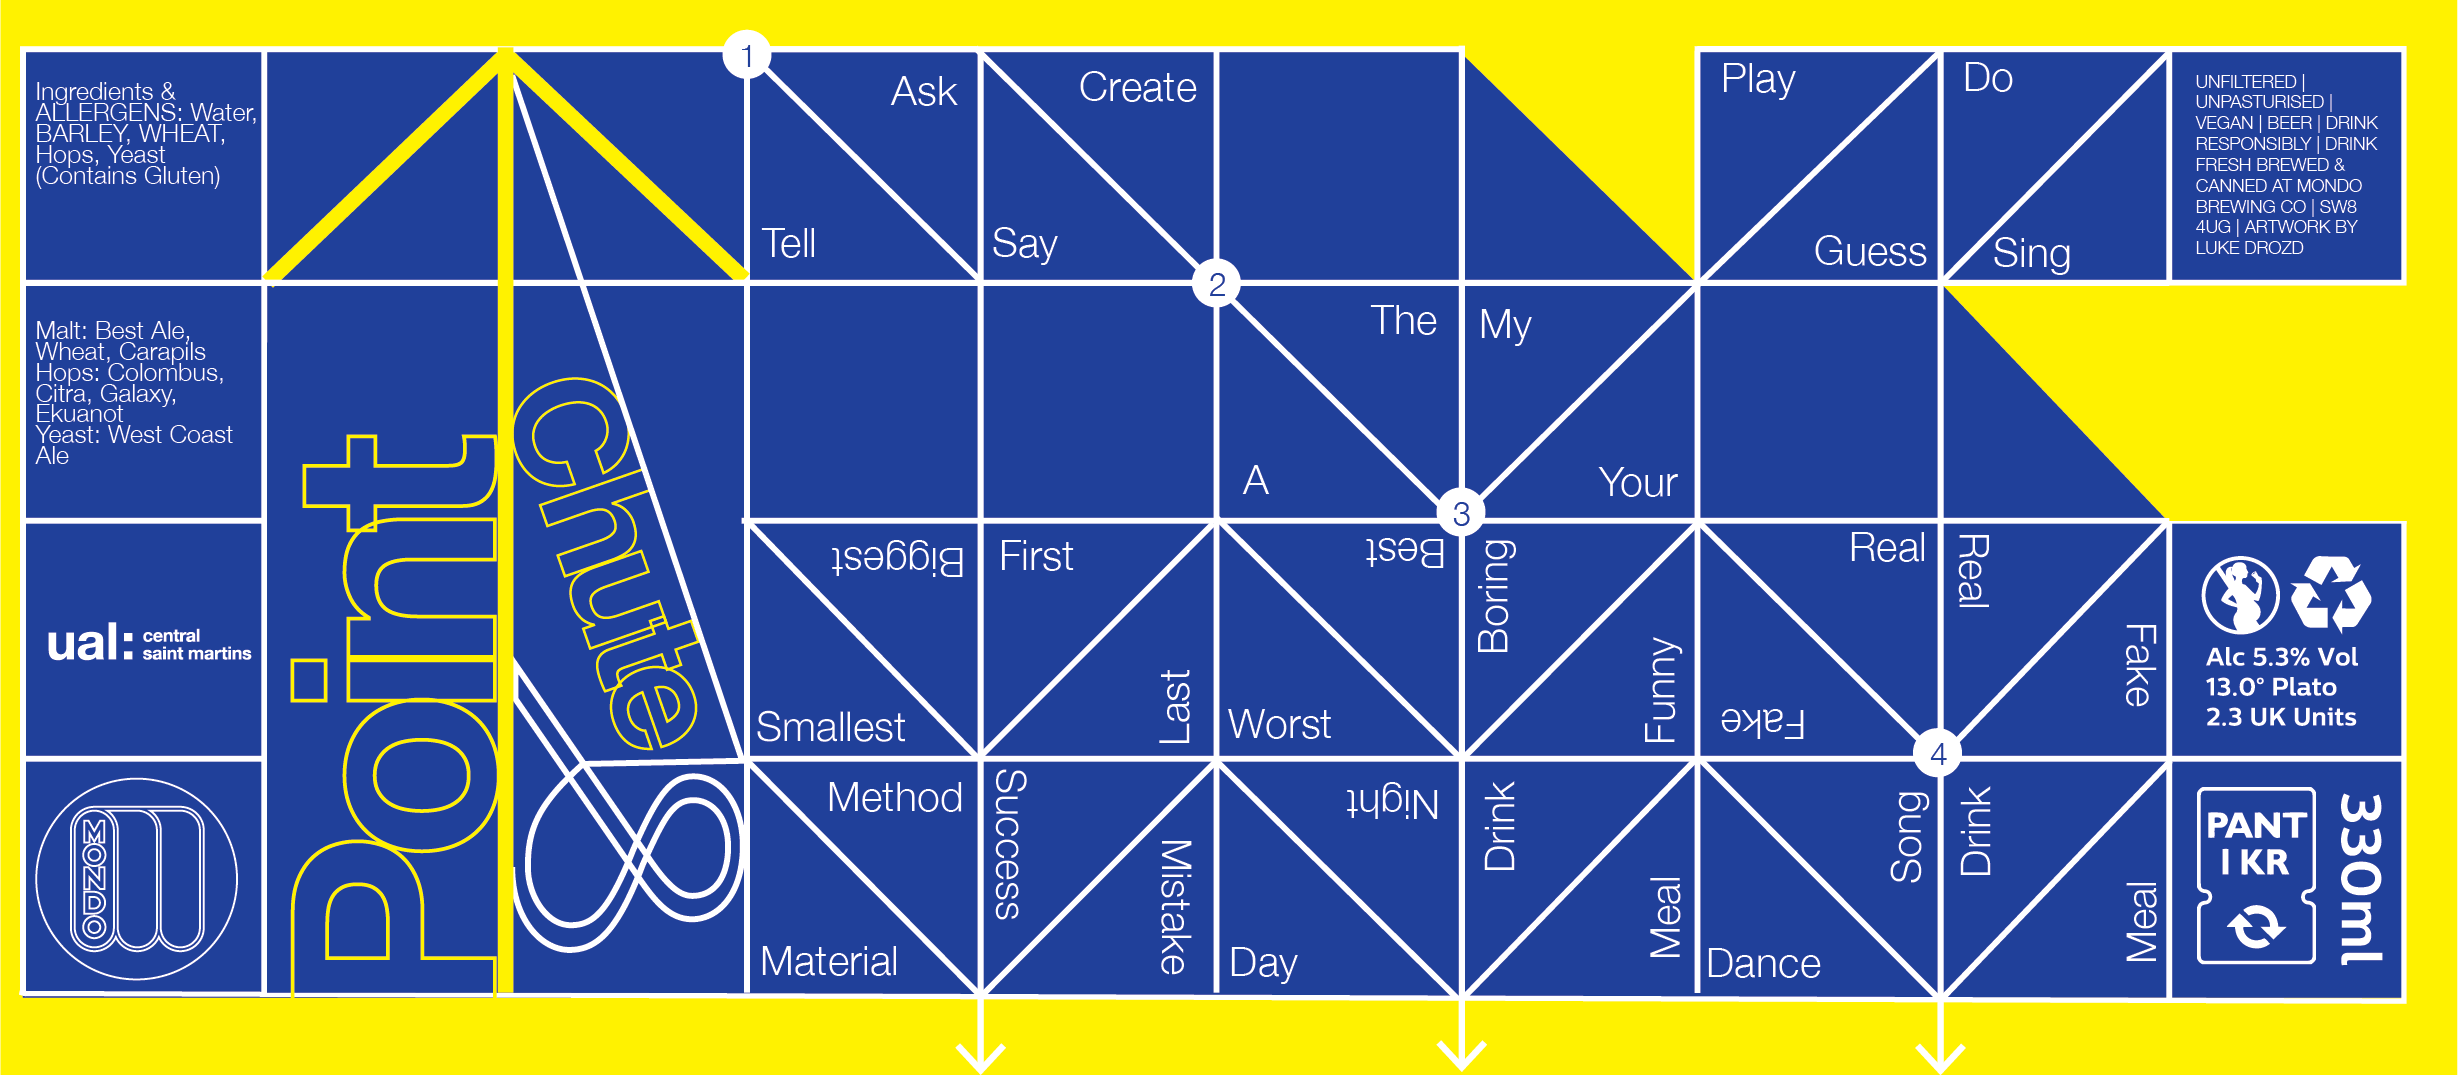 Ingredients &
ALLERGENS: Water,
BARLEY, WHEAT,
Hops, Yeast
(Contains Gluten)
Malt: Best Ale,
Wheat, Carapils
Hops: Colombus,
Citra, Galaxy,
Ekuanot
Yeast: West Coast
Ale
ual:
central
saint martins
MONDO
Point
Chute
1
Tell
Ask
Say
Create
2
Play
Guess
Do
Sing
UNFILTERED |
UNPASTURISED |
VEGAN | BEER | DRINK
RESPONSIBLY | DRINK
FRESH BREWED &
CANNED AT MONDO
BREWING CO | SW8
4UG | ARTWORK BY
LUKE DROZD
The
My
A
Your
3
Biggest
First
Smallest
Last
Best
Boring
Worst
Funny
Real
Real
Fake
Fake
4
Alc 5.3% Vol
13.0° Plato
2.3 UK Units
Method
Success
Material
Mistake
Night
Drink
Day
Meal
Song
Drink
Dance
Meal
PANT
1 KR
330ml